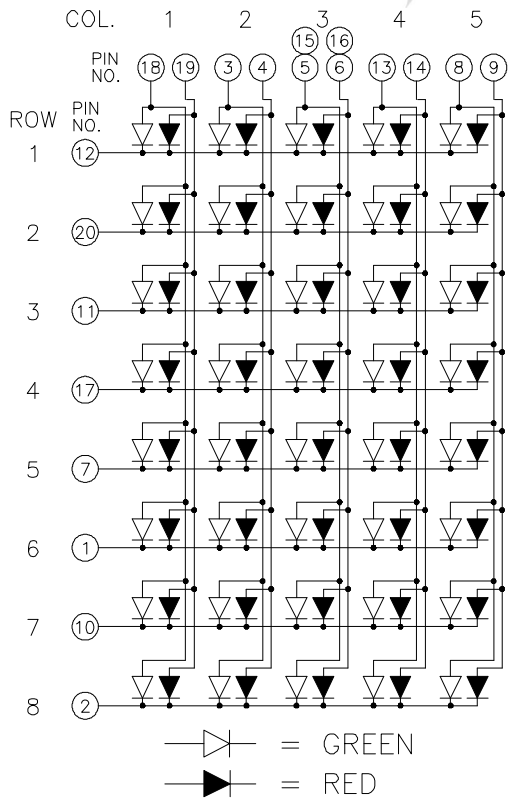 COL. 1 2 3 4 5
15 16
PIN NO. 18 19 3 4 5 6 13 14 8 9
ROW PIN NO.
1 12
2 20
3 11
4 17
5 7
6 1
7 10
8 2
= GREEN
= RED